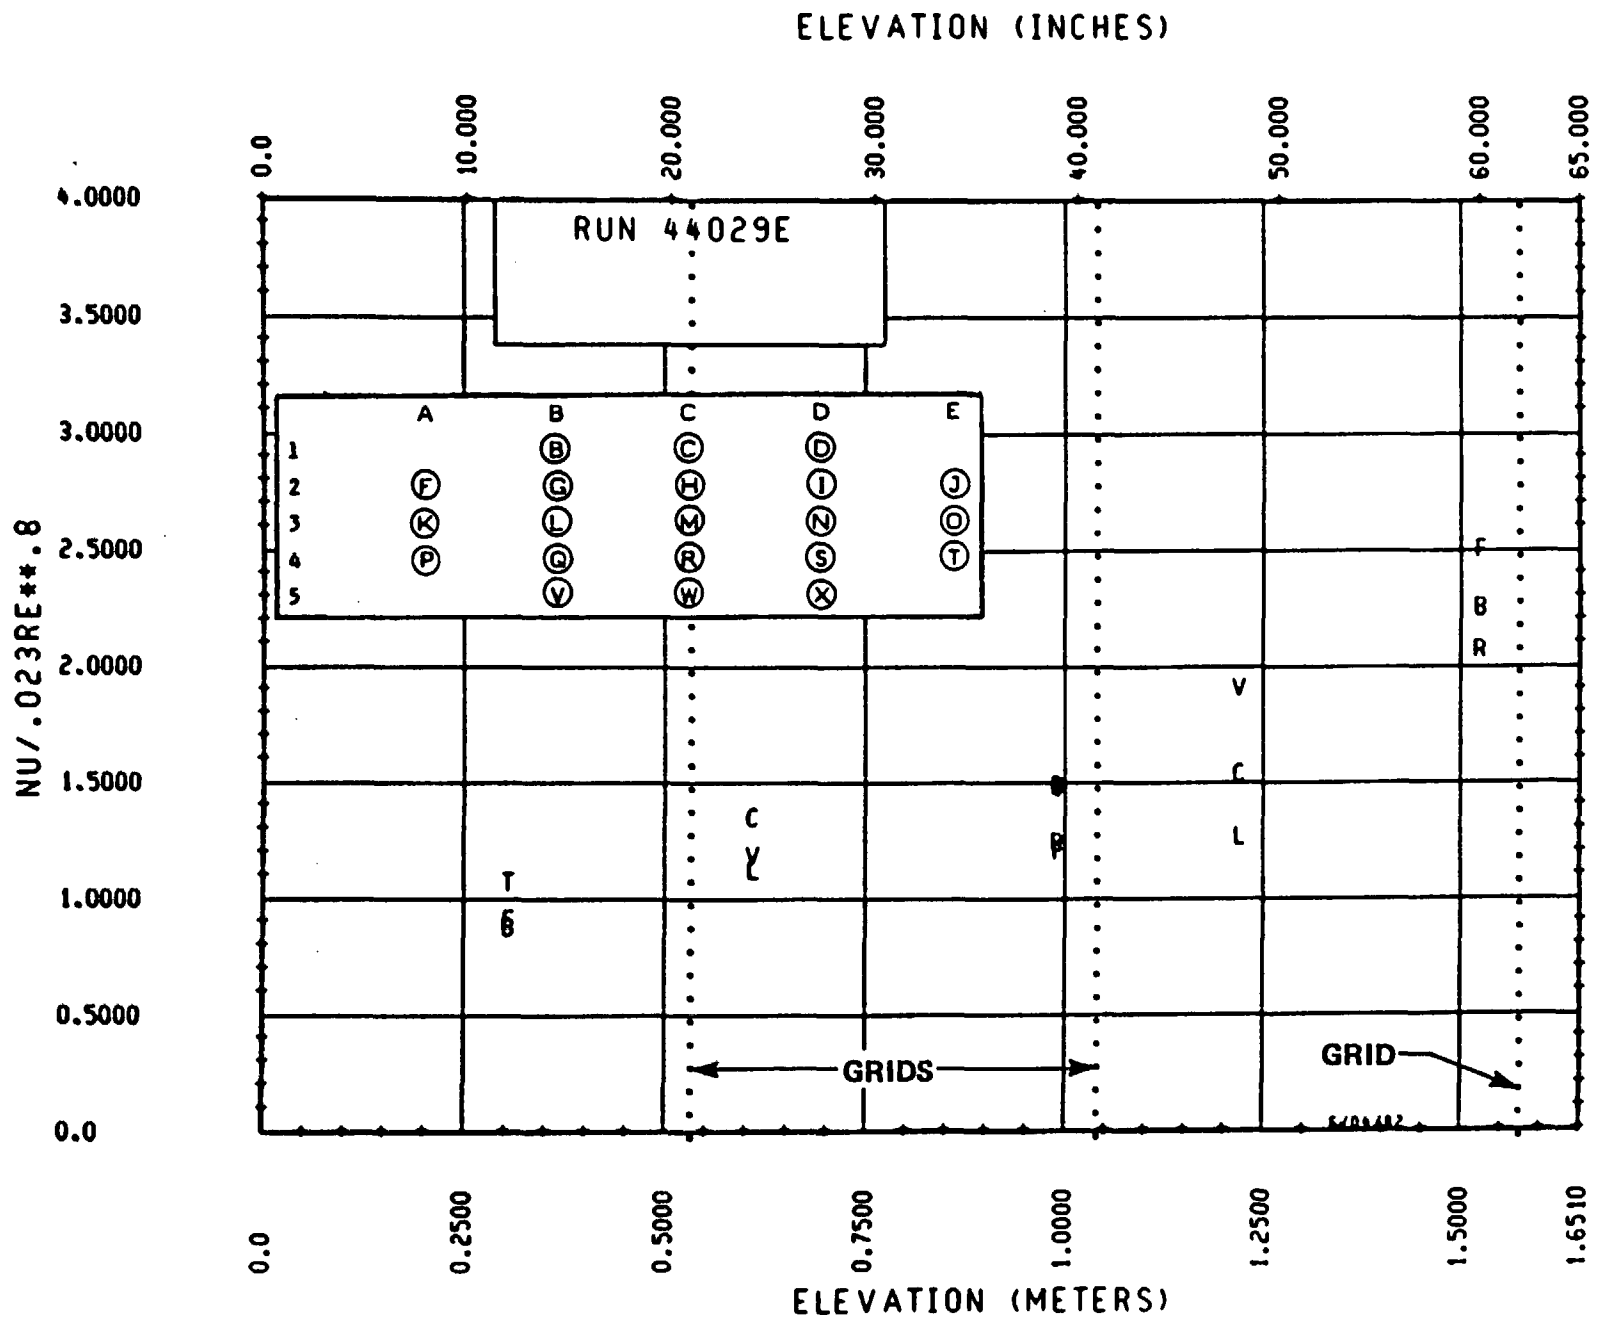 ELEVATION (INCHES)
0.0 10.000 20.000 30.000 40.000 50.000 60.000 65.000
4.0000
RUN 44029E
3.5000
A B C D E
3.0000
1 B C D
2 F G H I J
3 K L M N O
2.5000
4 P Q R S T
5 V W X
F
B
R
2.0000
V
1.5000
C
C
L
V
L
T
1.0000
0.5000
GRIDS
GRID
0.0
NU/.023RE**.8
0.0 0.2500 0.5000 0.7500 1.0000 1.2500 1.5000 1.6510
ELEVATION (METERS)